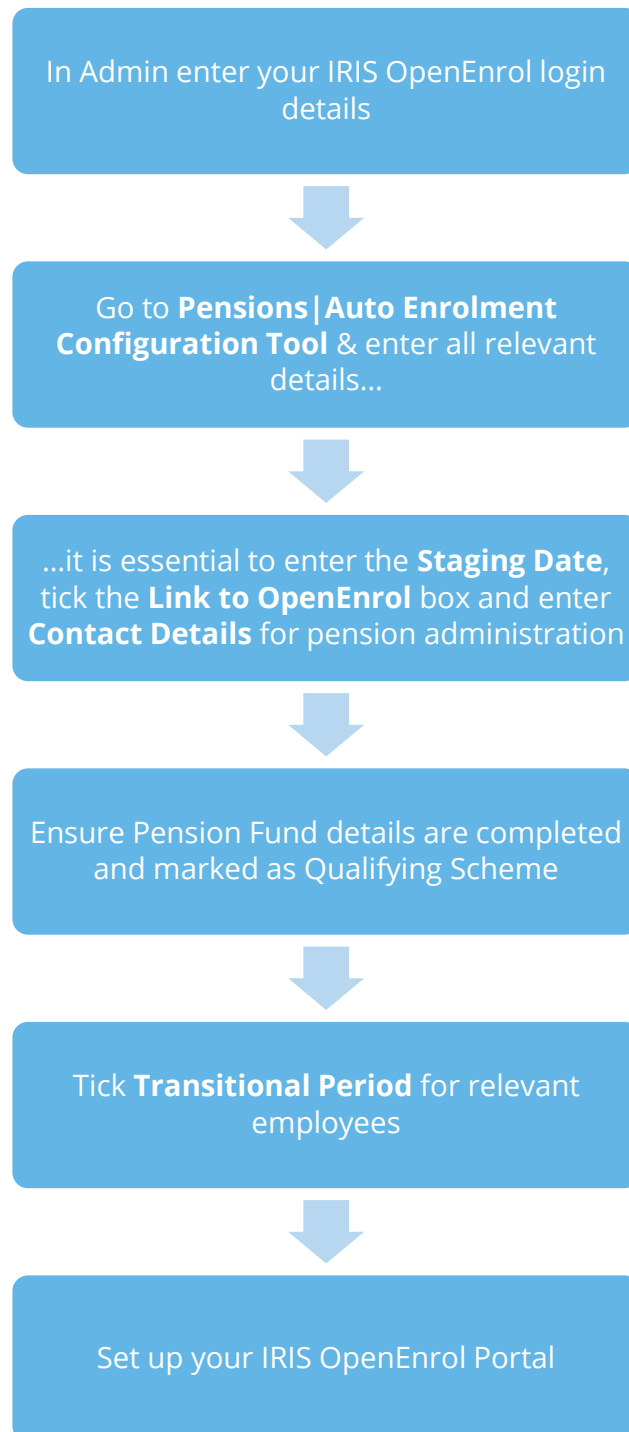 In Admin enter your IRIS OpenEnrol login
details
Go to Pensions|Auto Enrolment
Configuration Tool & enter all relevant
details...
...it is essential to enter the Staging Date,
tick the Link to OpenEnrol box and enter
Contact Details for pension administration
Ensure Pension Fund details are completed
and marked as Qualifying Scheme
Tick Transitional Period for relevant
employees
Set up your IRIS OpenEnrol Portal